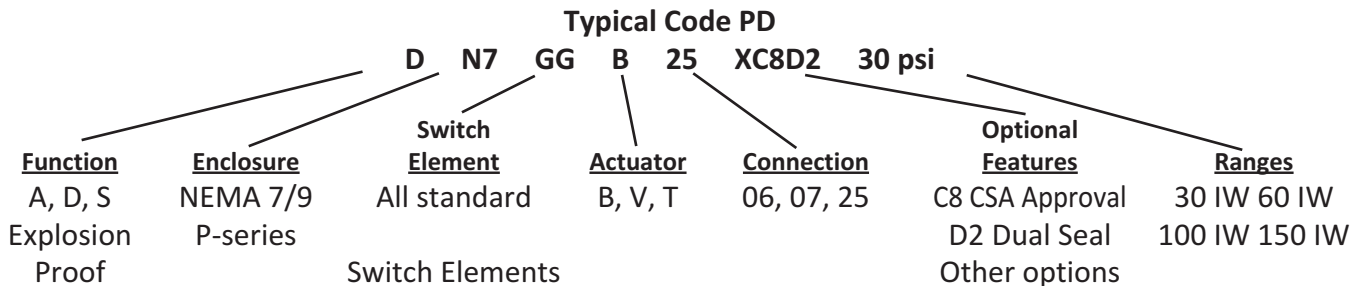 Typical Code PD
D N7 GG B 25 XC8D2 30 psi
Function
A, D, S
Explosion
Proof
Enclosure
NEMA 7/9
P-series
Switch
Element
All standard
Switch Elements
Actuator
B, V, T
Connection
06, 07, 25
Optional
Features
C8 CSA Approval
D2 Dual Seal
Other options
Ranges
30 IW 60 IW
100 IW 150 IW